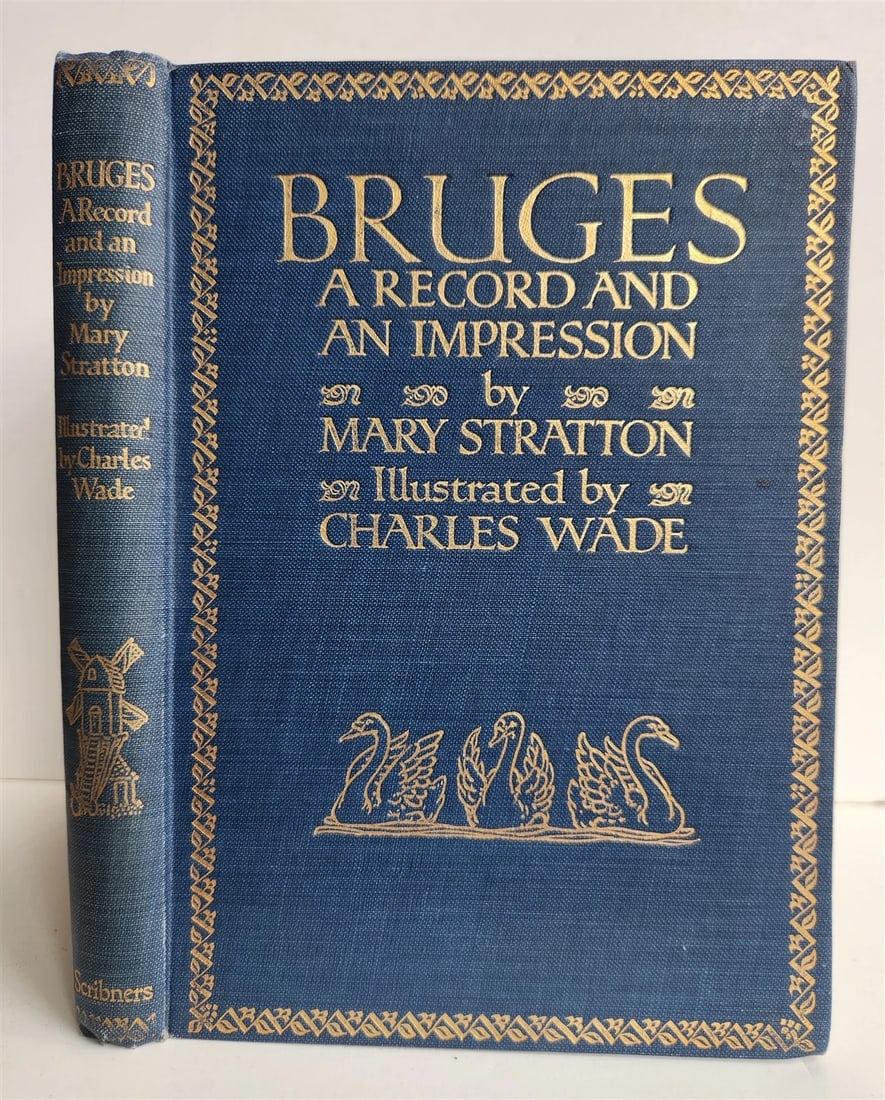 BRUGES
A Record
and an
Impression
by
Mary
Stratton
Illustrated
by Charles
Wade
Scribners
BRUGES
A RECORD AND
AN IMPRESSION
by
MARY STRATTON
Illustrated by
CHARLES WADE